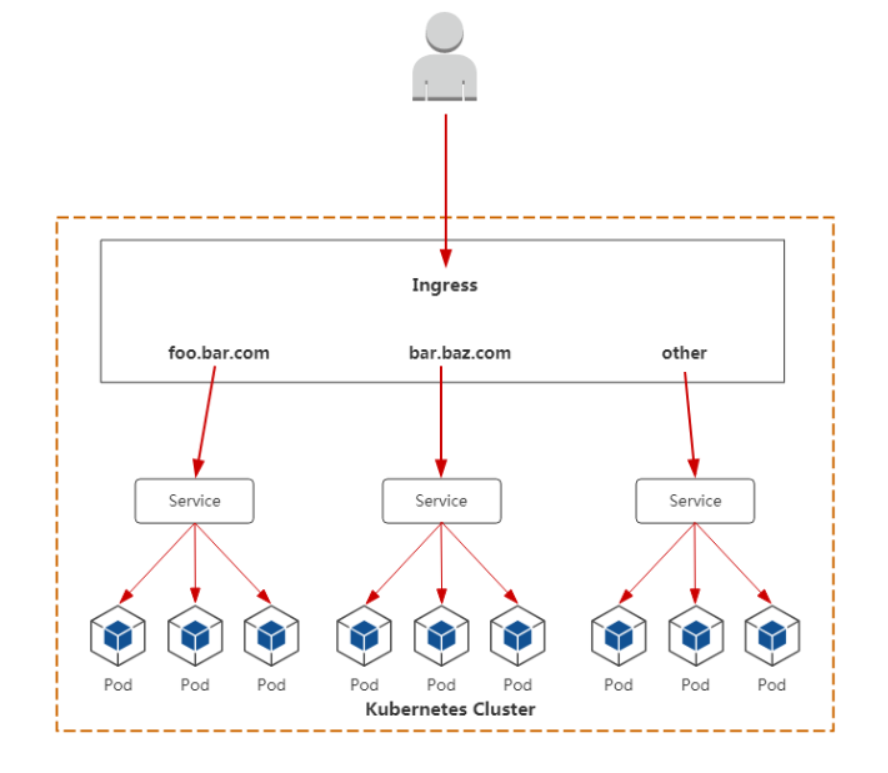 Ingress
foo.bar.com bar.baz.com other
Service Service Service
Pod Pod Pod Pod Pod Pod Pod Pod Pod
Kubernetes Cluster